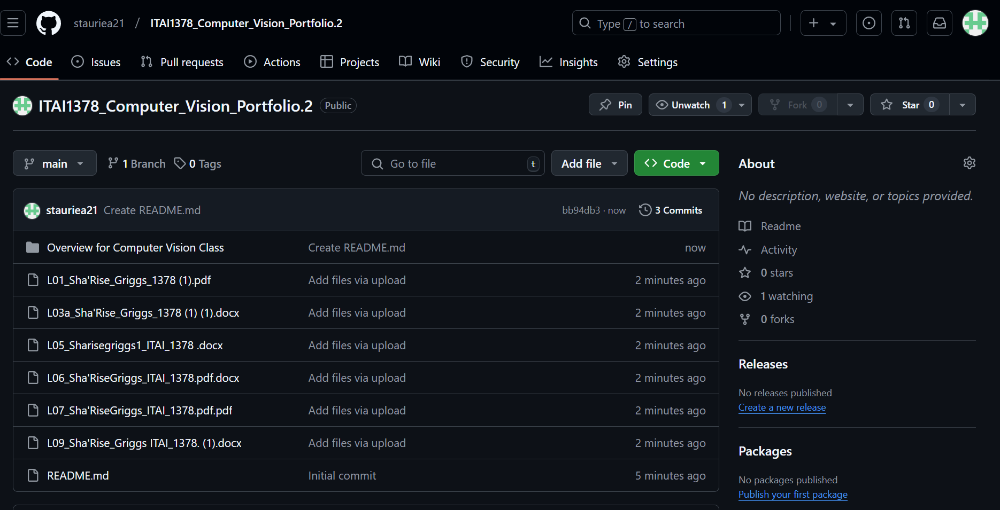 stauriea21 / ITAI1378_Computer_Vision_Portfolio.2 Type / to search
Code Issues Pull requests Actions Projects Wiki Security Insights Settings
ITAI1378_Computer_Vision_Portfolio.2 Public Pin Unwatch 1 Fork 0 Star 0
main 1 Branch 0 Tags Go to file t Add file Code
stauriea21 Create README.md bb94db3 · now 3 Commits
Overview for Computer Vision Class Create README.md now
L01_Sha'Rise_Griggs_1378 (1).pdf Add files via upload 2 minutes ago
L03a_Sha'Rise_Griggs_1378 (1) (1).docx Add files via upload 2 minutes ago
L05_Sharisegriggs1_ITAI_1378 .docx Add files via upload 2 minutes ago
L06_Sha'RiseGriggs_ITAI_1378.pdf.docx Add files via upload 2 minutes ago
L07_Sha'RiseGriggs_ITAI_1378.pdf.pdf Add files via upload 2 minutes ago
L09_Sha'Rise_Griggs ITAI_1378. (1).docx Add files via upload 2 minutes ago
README.md Initial commit 5 minutes ago
About
No description, website, or topics provided.
Readme
Activity
0 stars
1 watching
0 forks
Releases
No releases published
Create a new release
Packages
No packages published
Publish your first package